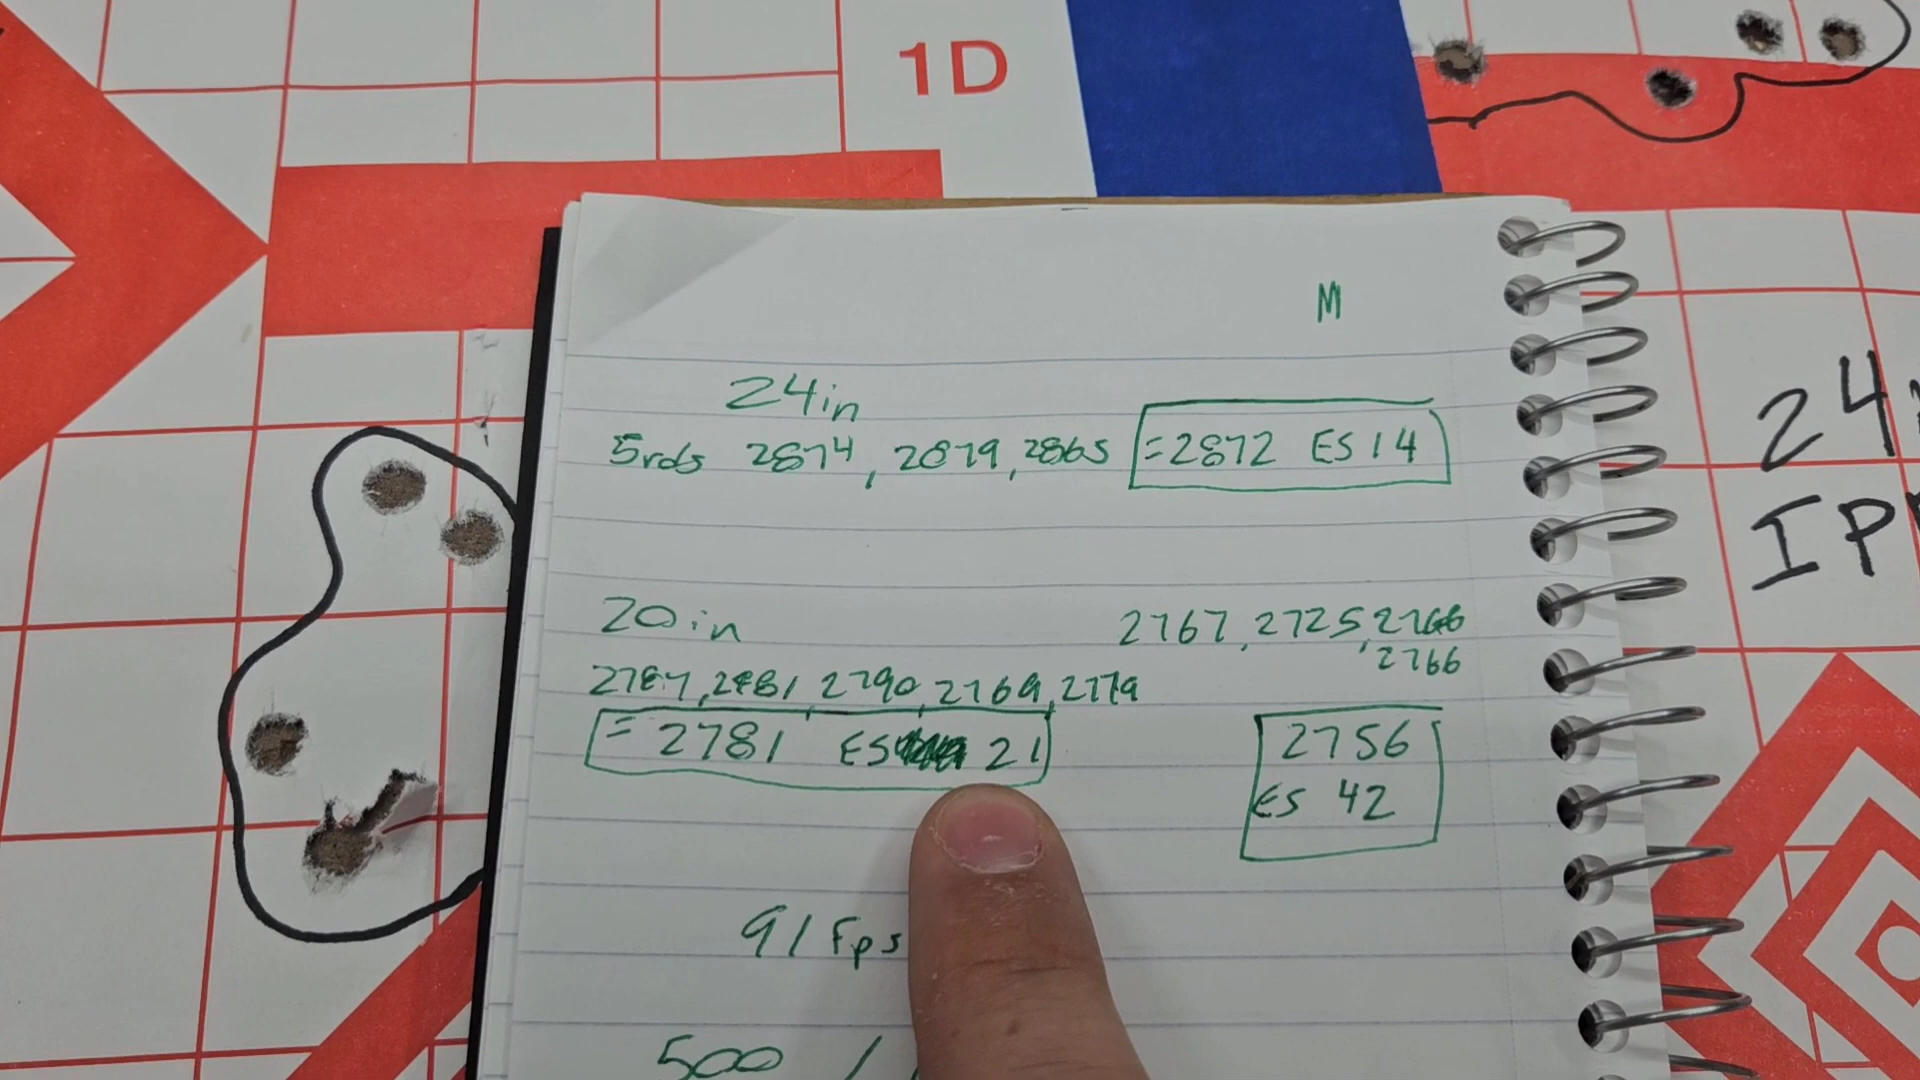 1D
M
24in
5rds 2874, 2879, 2865 =2872 ES 14
20in
2767, 2725, 2766
2766
2787, 2781, 2790, 2769, 2779
=2781 ES 21
2756
ES 42
91 Fps
500 /
24
IP